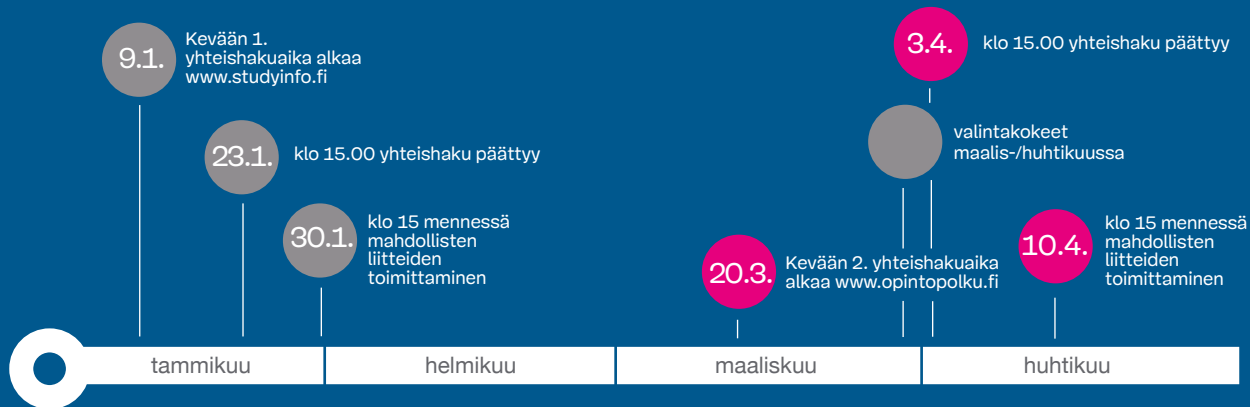 9.1.
Kevään 1.
yhteishakuaika alkaa
www.studyinfo.fi
23.1.
klo 15.00 yhteishaku päättyy
30.1.
klo 15 mennessä
mahdollisten
liitteiden
toimittaminen
20.3.
Kevään 2. yhteishakuaika
alkaa www.opintopolku.fi
3.4.
klo 15.00 yhteishaku päättyy
valintakokeet
maalis-/huhtikuussa
10.4.
klo 15 mennessä
mahdollisten
liitteiden
toimittaminen
tammikuu
helmikuu
maaliskuu
huhtikuu